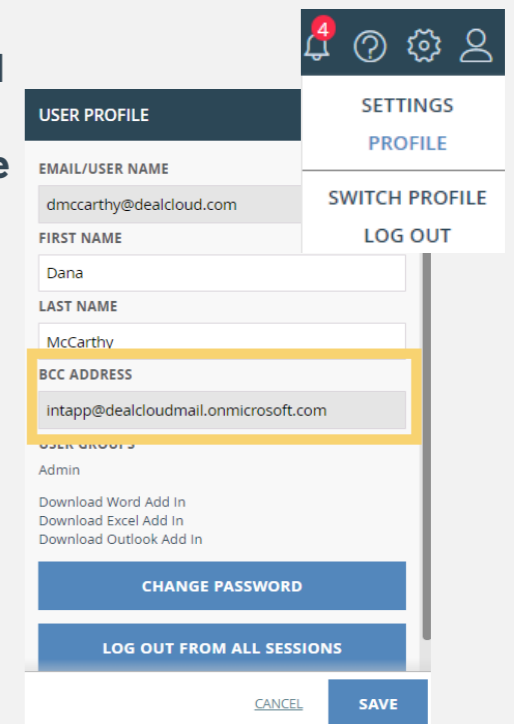 4
SETTINGS
PROFILE
SWITCH PROFILE
LOG OUT
USER PROFILE
EMAIL/USER NAME
dmccarthy@dealcloud.com
FIRST NAME
Dana
LAST NAME
McCarthy
BCC ADDRESS
intapp@dealcloudmail.onmicrosoft.com
USER GROUPS
Admin
Download Word Add In
Download Excel Add In
Download Outlook Add In
CHANGE PASSWORD
LOG OUT FROM ALL SESSIONS
CANCEL SAVE